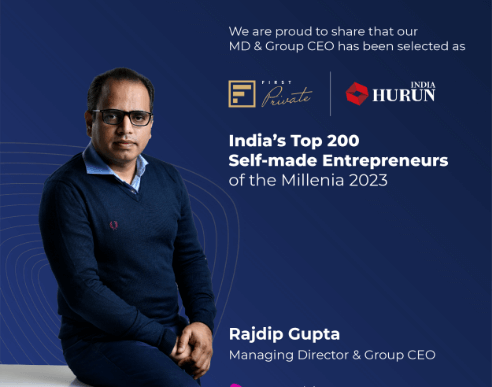 We are proud to share that our
MD & Group CEO has been selected as
FIRST
Private
INDIA
HURUN
India's Top 200
Self-made Entrepreneurs
of the Millenia 2023
Rajdip Gupta
Managing Director & Group CEO